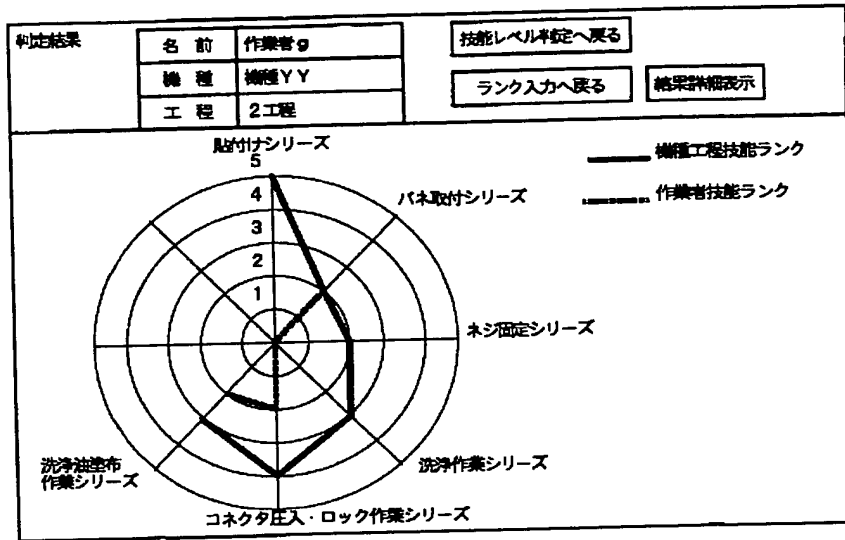 判定結果
名 前
作業者g
機 種
機種YY
工 程
2工程
技能レベル判定へ戻る
ランク入力へ戻る
結果詳細表示
機種工程技能ランク
作業者技能ランク
貼付けシリーズ
5
4
3
2
1
バネ取付シリーズ
ネジ固定シリーズ
洗浄作業シリーズ
コネクタ圧入・ロック作業シリーズ
洗浄油塗布
作業シリーズ